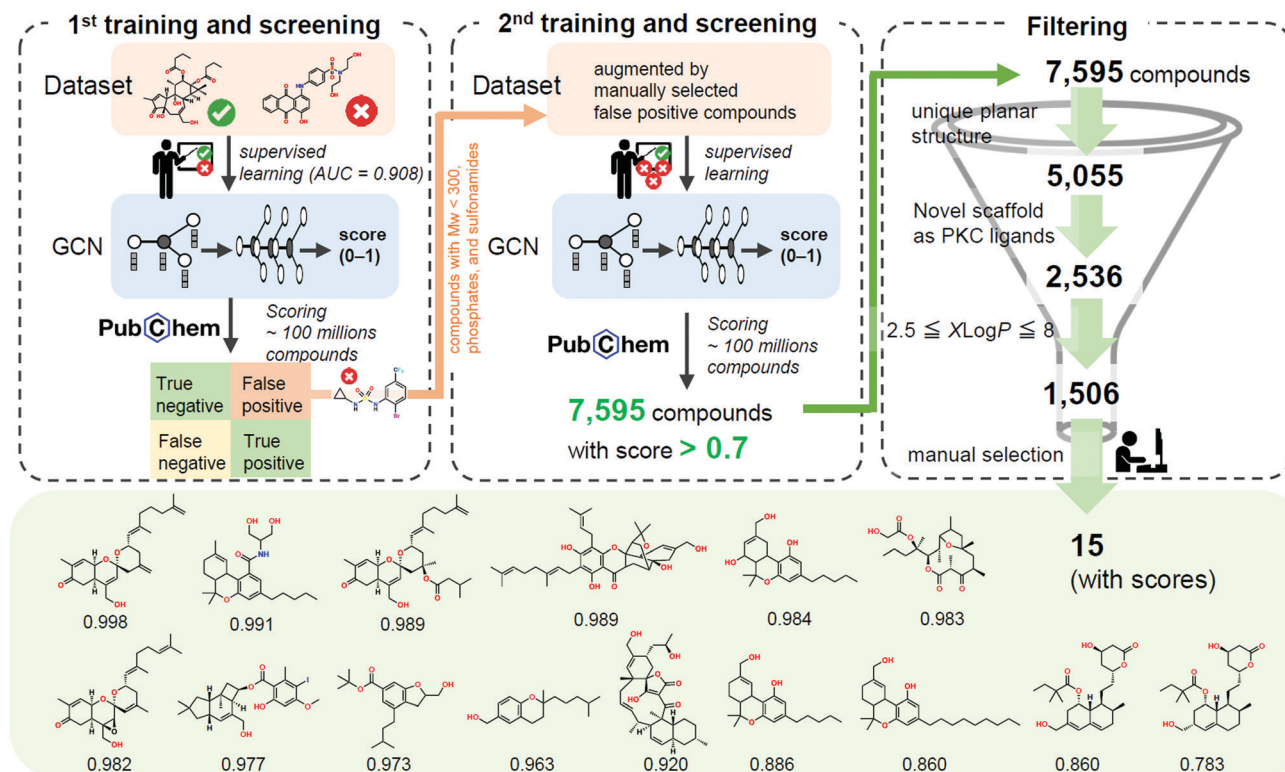 1st training and screening
Dataset
supervised
learning (AUC = 0.908)
GCN
score
(0–1)
PubChem
Scoring
~ 100 millions
compounds
True
negative
False
positive
False
negative
True
positive
compounds with Mw < 300,
phosphates, and sulfonamides
2nd training and screening
Dataset
augmented by
manually selected
false positive compounds
supervised
learning
GCN
score
(0–1)
PubChem
Scoring
~ 100 millions
compounds
7,595 compounds
with score > 0.7
Filtering
7,595 compounds
unique planar
structure
5,055
Novel scaffold
as PKC ligands
2,536
2.5 ≦ XLogP ≦ 8
1,506
manual selection
15
(with scores)
0.998
0.991
0.989
0.989
0.984
0.983
0.982
0.977
0.973
0.963
0.920
0.886
0.860
0.860
0.783